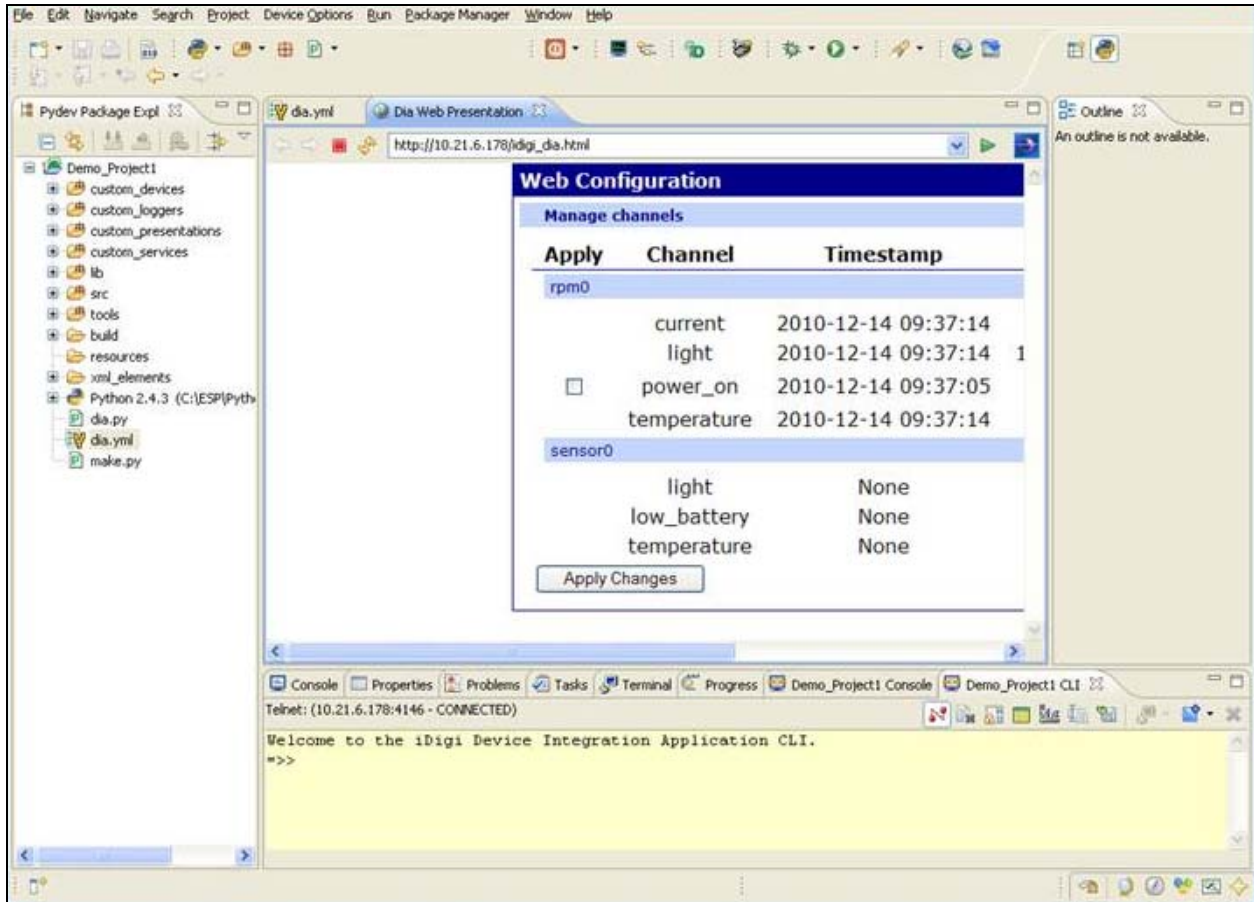 File Edit Navigate Search Project Device Options Run Package Manager Window Help
Pydev Package Expl
dia.yml
Dia Web Presentation
Outline
http://10.21.6.178/idigi_dia.html
An outline is not available.
Demo_Project1
custom_devices
custom_loggers
custom_presentations
custom_services
lib
src
tools
build
resources
xml_elements
Python 2.4.3 (C:\ESP\Pyth
dia.py
dia.yml
make.py
Web Configuration
Manage channels
Apply Channel Timestamp
rpm0
current 2010-12-14 09:37:14
light 2010-12-14 09:37:14 1
power_on 2010-12-14 09:37:05
temperature 2010-12-14 09:37:14
sensor0
light None
low_battery None
temperature None
Apply Changes
Console Properties Problems Tasks Terminal Progress Demo_Project1 Console Demo_Project1 CLI
Telnet: (10.21.6.178:4146 - CONNECTED)
Welcome to the iDigi Device Integration Application CLI.
=>>